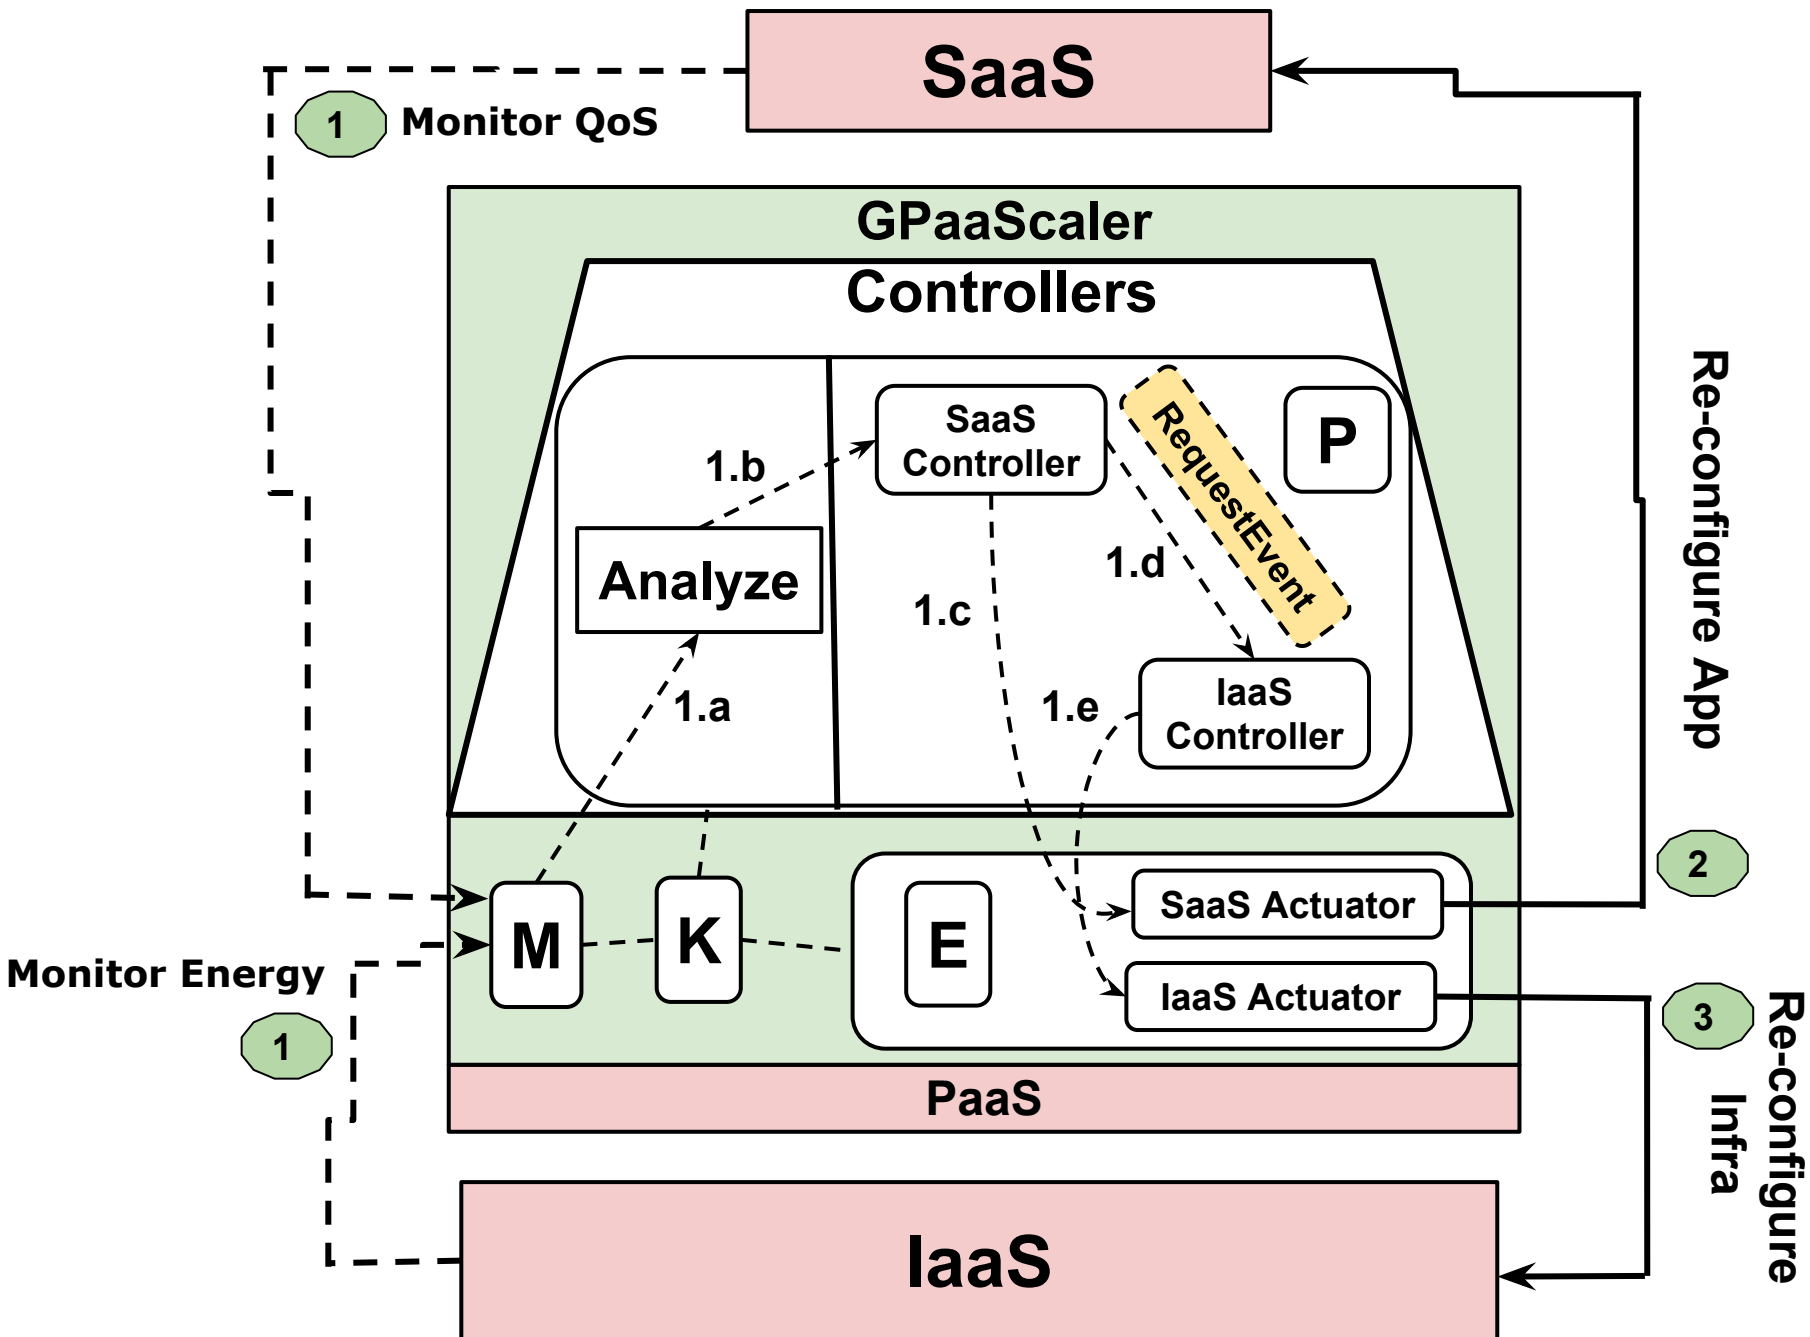 SaaS
1
Monitor QoS
GPaaScaler
Controllers
SaaS
Controller
RequestEvent
P
1.b
Analyze
1.d
1.c
1.a
1.e
IaaS
Controller
Re-configure App
2
M
K
E
SaaS Actuator
IaaS Actuator
Monitor Energy
1
3
Re-configure
Infra
PaaS
IaaS